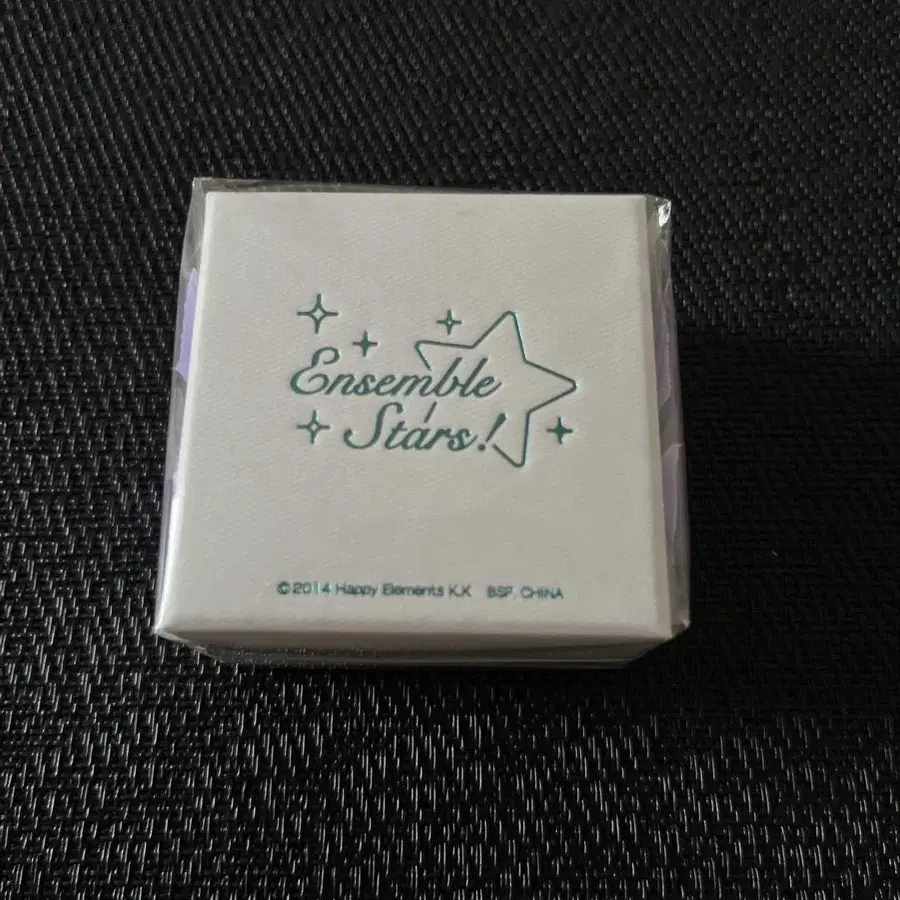 Ensemble
Stars!
©2014 Happy Elements K.K BSP, CHINA